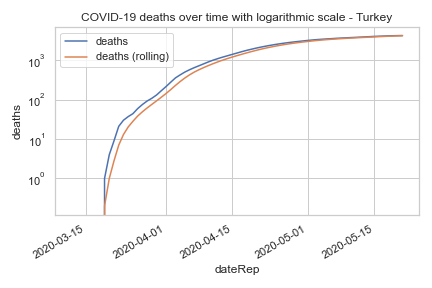 COVID-19 deaths over time with logarithmic scale - Turkey
deaths
deaths (rolling)
10³
10²
10¹
10⁰
deaths
2020-03-15
2020-04-01
2020-04-15
2020-05-01
2020-05-15
dateRep